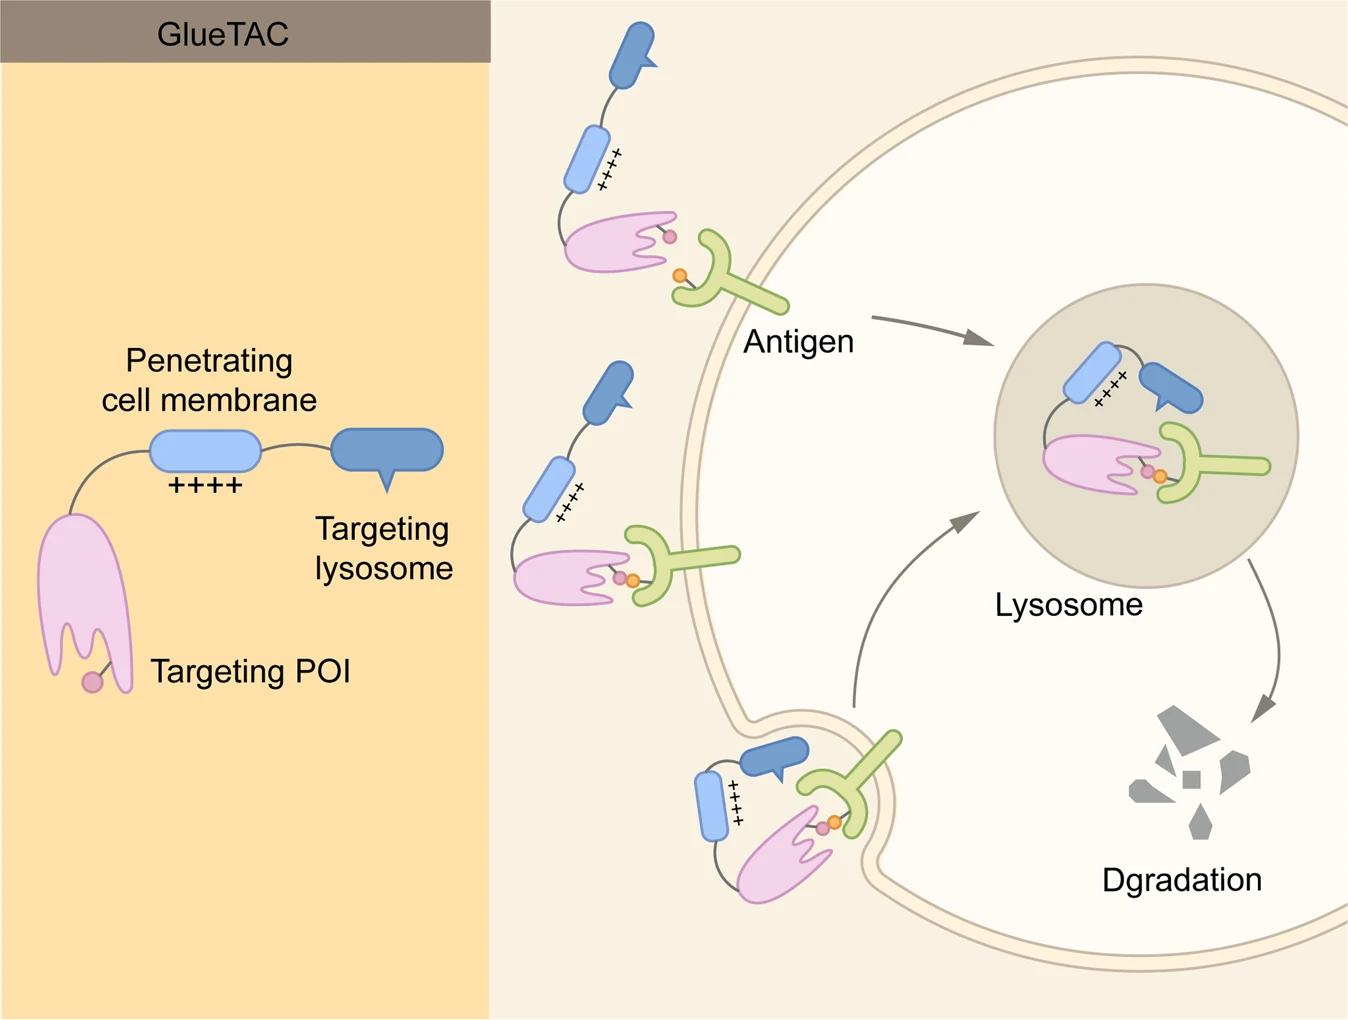 GlueTAC
Penetrating
cell membrane
++++
Targeting
lysosome
Targeting POI
++++
Antigen
++++
++++
++++
Lysosome
Dgradation